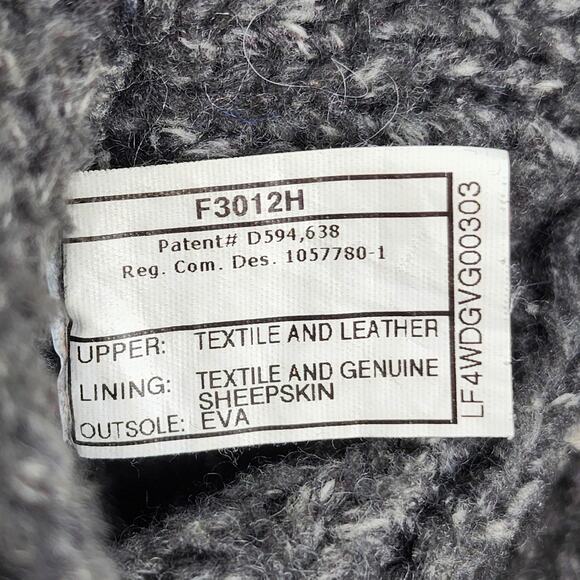 F3012H
Patent# D594,638
Reg. Com. Des. 1057780-1
UPPER: TEXTILE AND LEATHER
LINING: TEXTILE AND GENUINE
SHEEPSKIN
OUTSOLE: EVA
LF4WDGVG00303